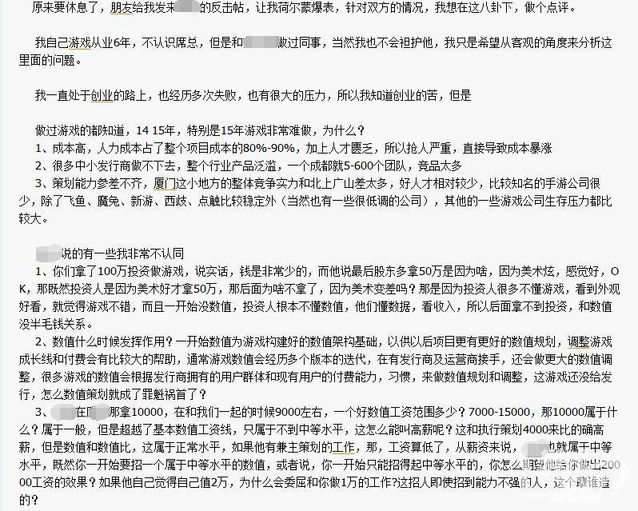 原来要休息了，朋友给我发来 的反击帖，让我荷尔蒙爆表，针对双方的情况，我想在这八卦下，做个点评。
我自己游戏从业6年，不认识席总，但是和 做过同事，当然我也不会袒护他，我只是希望从客观的角度来分析这
里面的问题。
我一直处于创业的路上，也经历多次失败，也有很大的压力，所以我知道创业的苦，但是
做过游戏的都知道，14 15年，特别是15年游戏非常难做，为什么？
1、成本高，人力成本占了整个项目成本的80%-90%，加上人才匮乏，所以抢人严重，直接导致成本暴涨
2、很多中小发行商做不下去，整个行业产品泛滥，一个成都就5-600个团队，竞品太多
3、策划能力参差不齐，厦门这小地方的整体竞争实力和北上广山差太多，好人才相对较少，比较知名的手游公司很
少，除了飞鱼、魔兔、新游、西歧、点触比较稳定外（当然也有一些很低调的公司），其他的一些游戏公司生存压力都比
较大。
说的有一些我非常不认同
1、你们拿了100万投资做游戏，说实话，钱是非常少的，而他说最后股东多拿50万是因为啥，因为美术炫，感觉好，O
K，那既然投资人是因为美术好才拿50万，那后面为啥不拿了，因为美术变差吗？那是因为投资人很多不懂游戏，看到外观
好看，就觉得游戏不错，而且一开始没数值，投资人根本不懂数值，他们懂数据，看收入，所以后面拿不到投资，和数值
没半毛钱关系。
2、数值什么时候发挥作用？一开始数值为游戏构建好的数值架构基础，以供以后项目更有更好的数值规划，调整游戏
成长线和付费会有比较大的帮助，通常游戏数值会经历多个版本的迭代，在有发行商及运营商接手，还会做更大的数值调
整，很多游戏的数值会根据发行商拥有的用户群体和现有用户的付费能力，习惯，来做数值规划和调整，这游戏还没给发
行，怎么数值策划就成了罪魁祸首了？
3、 在 那拿10000，在和我们一起的时候9000左右，一个好数值工资范围多少？7000-15000，那10000属于什
么？属于一般，但是超越了基本数值工资线，只属于不到中等水平，这怎么能叫高薪呢？这和执行策划4000来比的确高
薪，但是数值和数值比，这属于正常水平，如果他有兼主策划的工作，那，工资算低了，从薪资来说， 也就属于中等
水平，既然你一开始要招一个属于中等水平的数值，或者说，你一开始只能招得起中等水平的，你怎么期望他给你做出200
00工资的效果？如果他自己觉得自己值2万，为什么会委屈和你做1万的工作?这招人即使招到能力不强的人，这个职谁造
的？